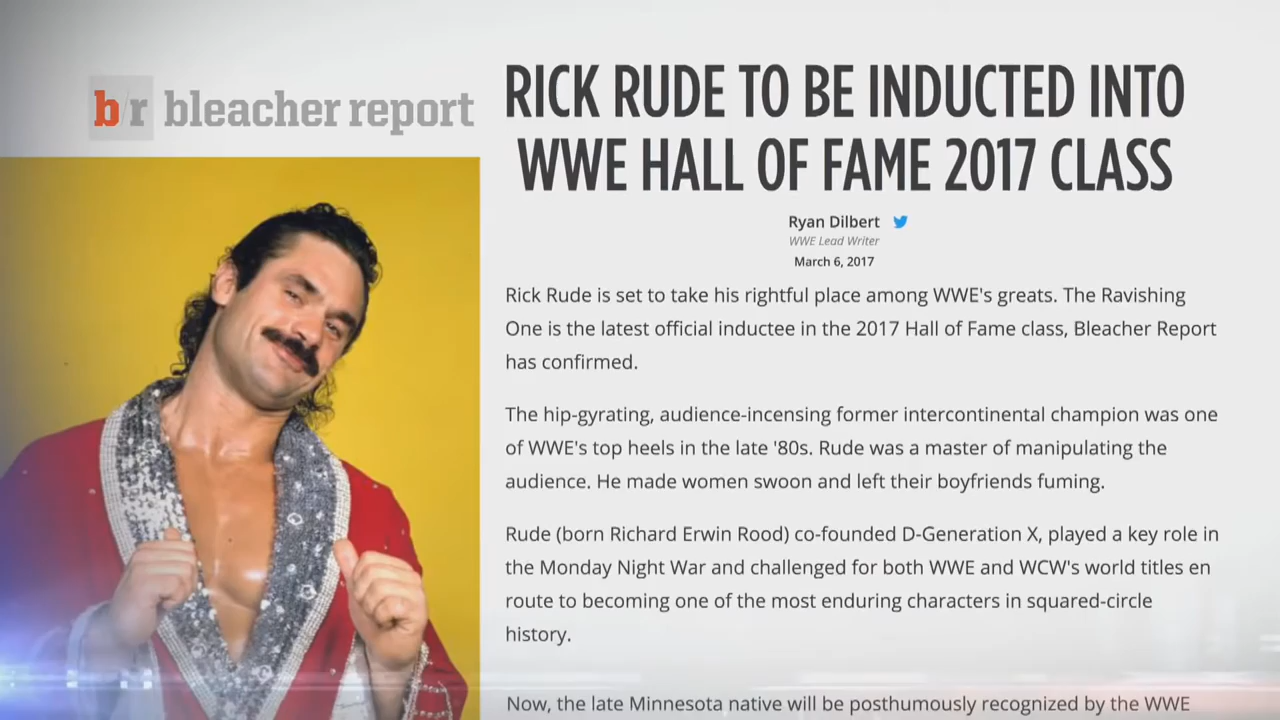 b/r bleacher report
RICK RUDE TO BE INDUCTED INTO
WWE HALL OF FAME 2017 CLASS
Ryan Dilbert
WWE Lead Writer
March 6, 2017
Rick Rude is set to take his rightful place among WWE's greats. The Ravishing
One is the latest official inductee in the 2017 Hall of Fame class, Bleacher Report
has confirmed.
The hip-gyrating, audience-incensing former intercontinental champion was one
of WWE's top heels in the late '80s. Rude was a master of manipulating the
audience. He made women swoon and left their boyfriends fuming.
Rude (born Richard Erwin Rood) co-founded D-Generation X, played a key role in
the Monday Night War and challenged for both WWE and WCW's world titles en
route to becoming one of the most enduring characters in squared-circle
history.
Now, the late Minnesota native will be posthumously recognized by the WWE